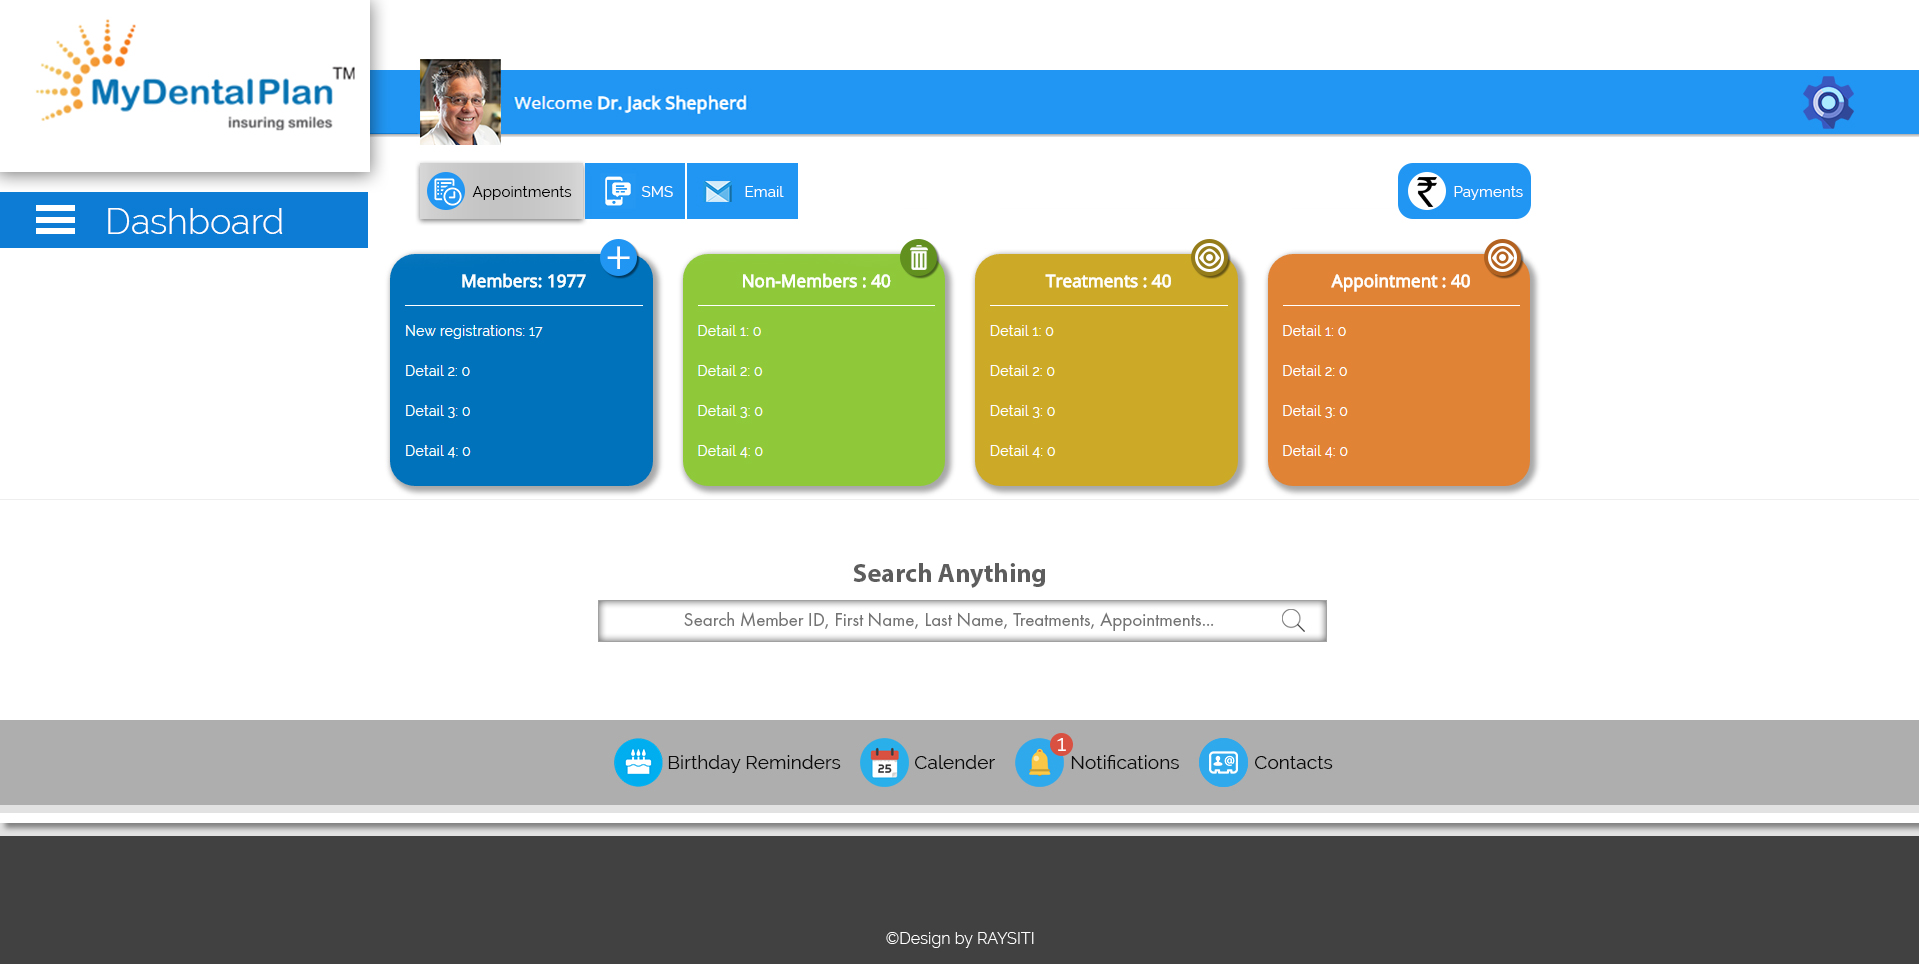 MyDentalPlan TM
insuring smiles
Welcome Dr. Jack Shepherd
Dashboard
Appointments
SMS
Email
₹ Payments
Members: 1977
New registrations: 17
Detail 2: 0
Detail 3: 0
Detail 4: 0
Non-Members : 40
Detail 1: 0
Detail 2: 0
Detail 3: 0
Detail 4: 0
Treatments : 40
Detail 1: 0
Detail 2: 0
Detail 3: 0
Detail 4: 0
Appointment : 40
Detail 1: 0
Detail 2: 0
Detail 3: 0
Detail 4: 0
Search Anything
Search Member ID, First Name, Last Name, Treatments, Appointments...
Birthday Reminders
25
Calender
1
Notifications
@
Contacts
©Design by RAYSITI